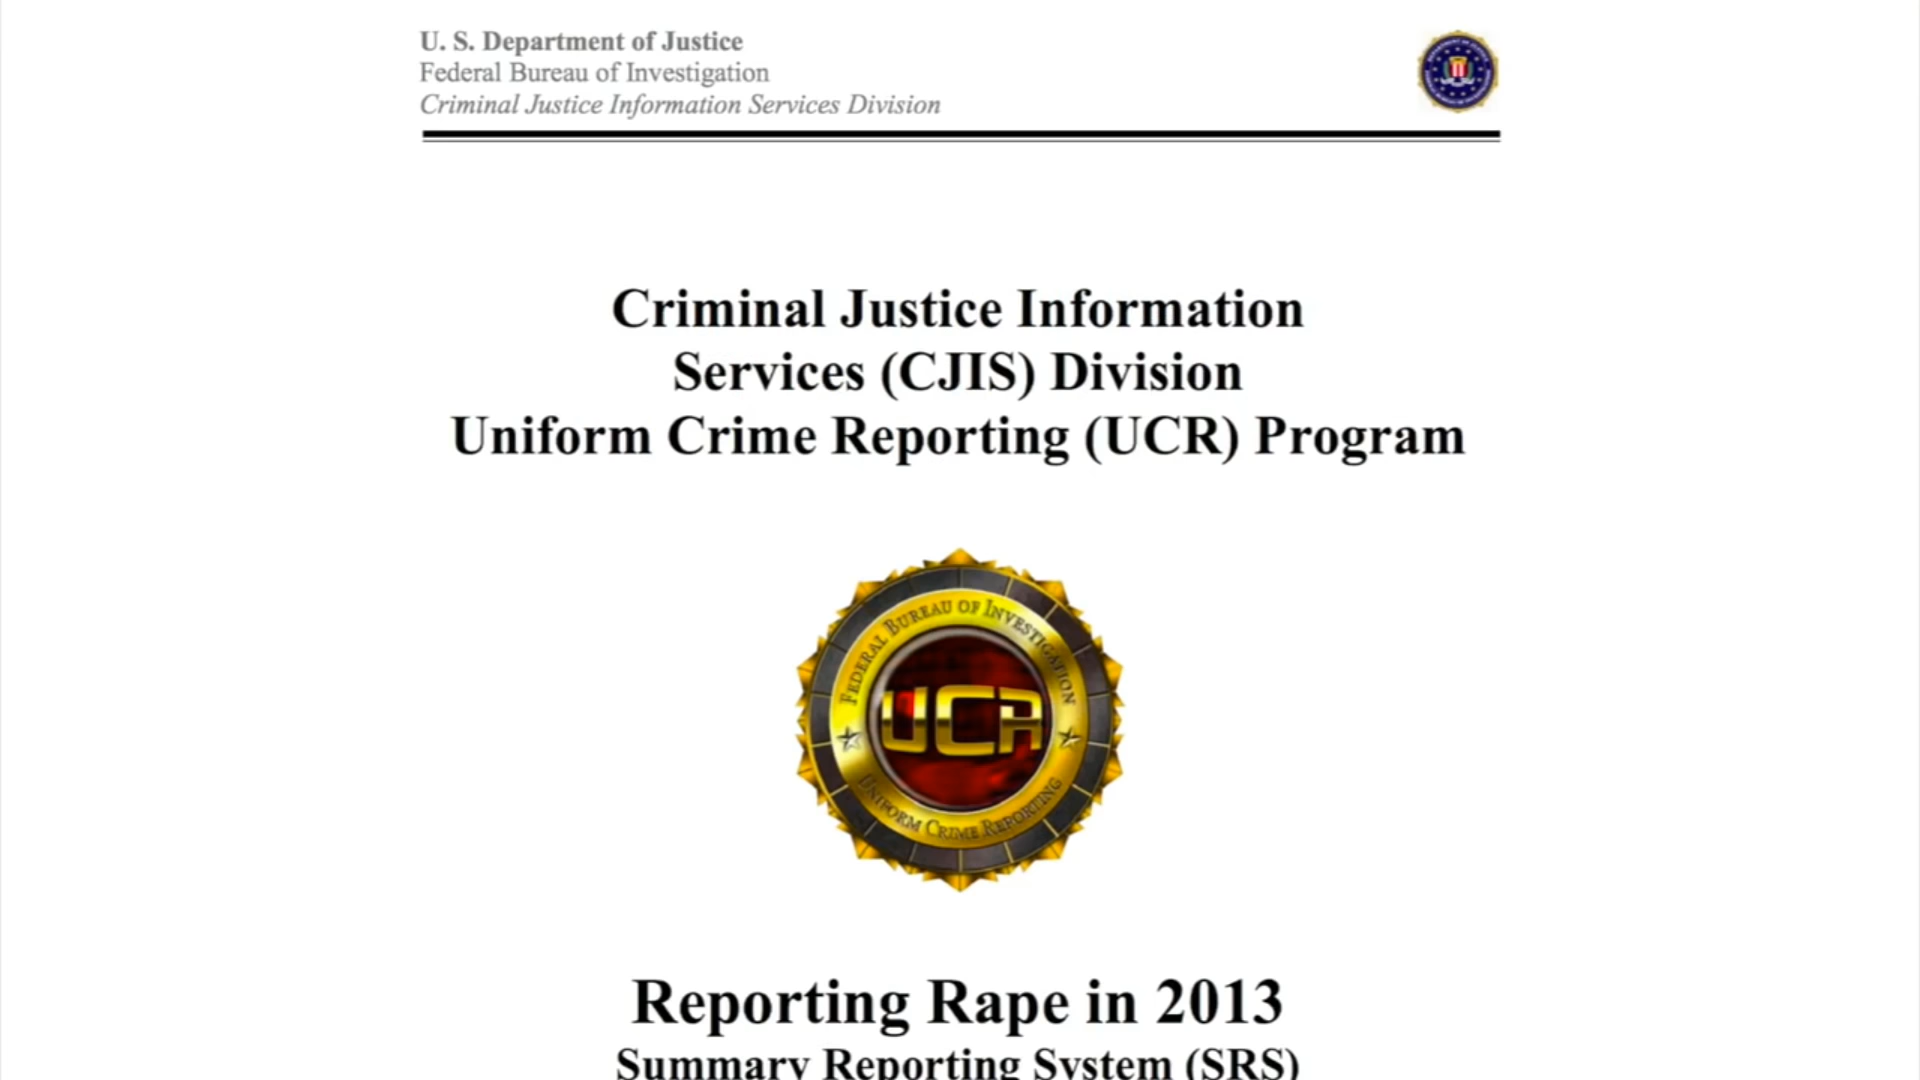 U. S. Department of Justice
Federal Bureau of Investigation
Criminal Justice Information Services Division
Criminal Justice Information
Services (CJIS) Division
Uniform Crime Reporting (UCR) Program
FEDERAL BUREAU OF INVESTIGATION
UCR
UNIFORM CRIME REPORTING
Reporting Rape in 2013
Summary Reporting System (SRS)